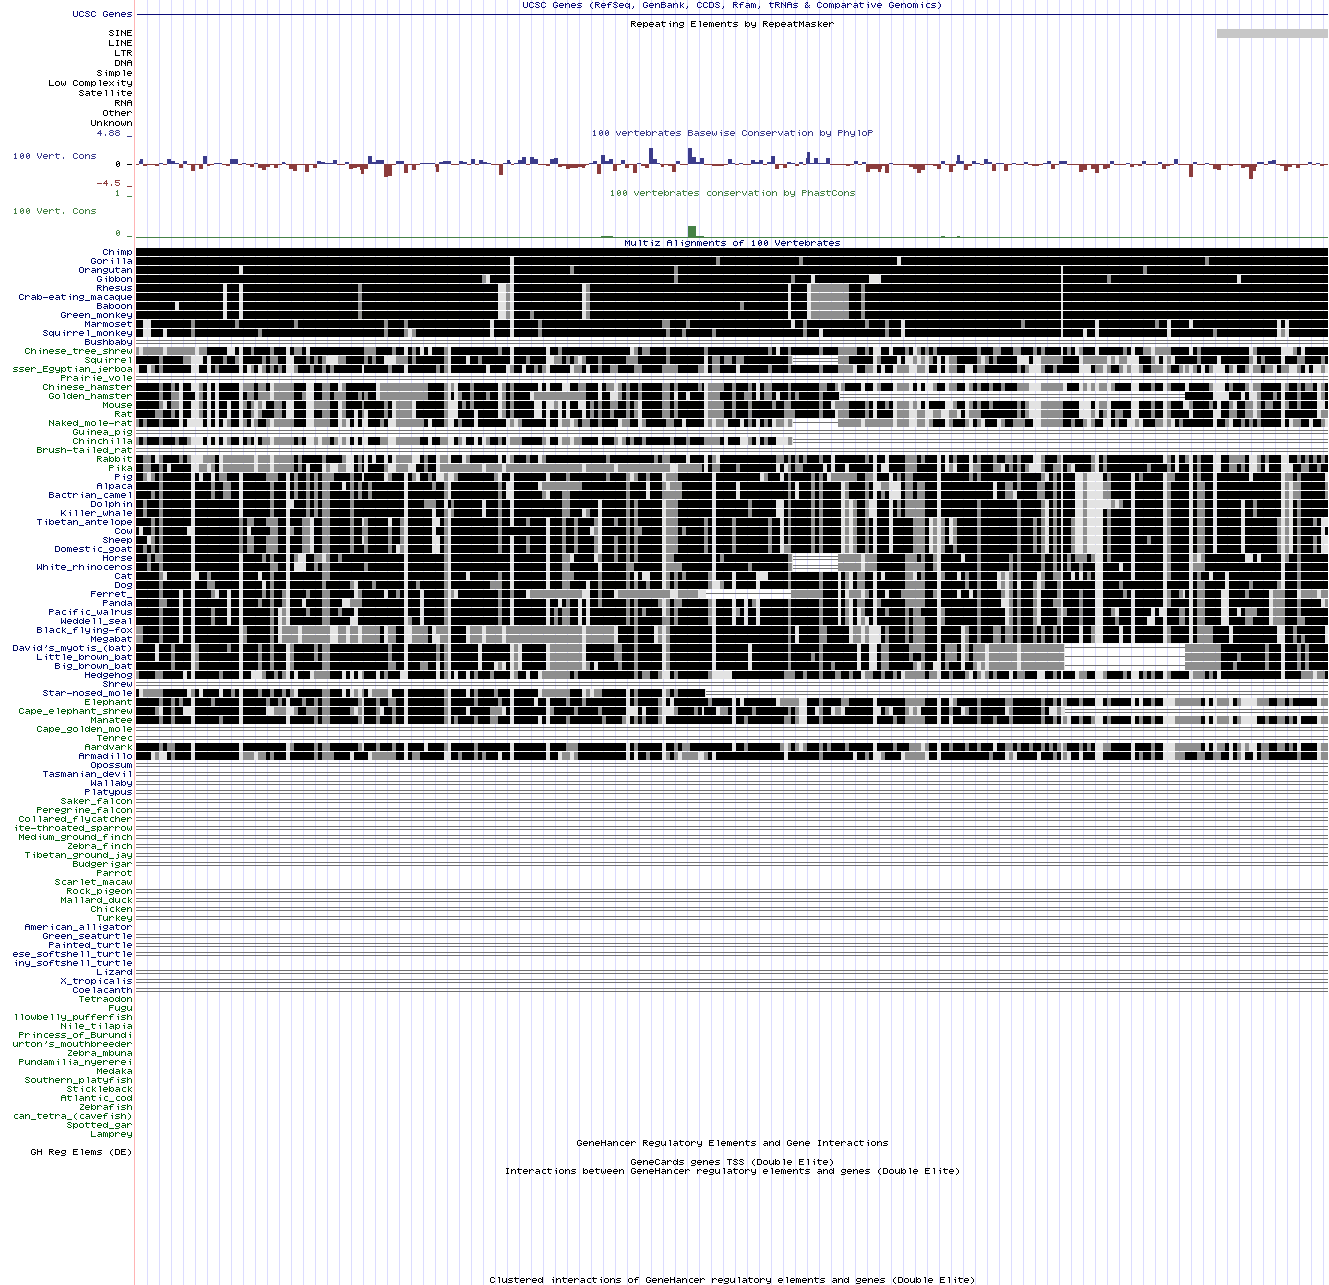 UCSC Genes (RefSeq, GenBank, CCDS, Rfam, tRNAs & Comparative Genomics)
UCSC Genes
Repeating Elements by RepeatMasker
SINE
LINE
LTR
DNA
Simple
Low Complexity
Satellite
RNA
Other
Unknown
4.88 _
100 vertebrates Basewise Conservation by PhyloP
100 Vert. Cons
0 _
-4.5 _
1 _
100 vertebrates conservation by PhastCons
100 Vert. Cons
0 _
Multiz Alignments of 100 Vertebrates
Chimp
Gorilla
Orangutan
Gibbon
Rhesus
Crab-eating_macaque
Baboon
Green_monkey
Marmoset
Squirrel_monkey
Bushbaby
Chinese_tree_shrew
Squirrel
sser_Egyptian_jerboa
Prairie_vole
Chinese_hamster
Golden_hamster
Mouse
Rat
Naked_mole-rat
Guinea_pig
Chinchilla
Brush-tailed_rat
Rabbit
Pika
Pig
Alpaca
Bactrian_camel
Dolphin
Killer_whale
Tibetan_antelope
Cow
Sheep
Domestic_goat
Horse
White_rhinoceros
Cat
Dog
Ferret_
Panda
Pacific_walrus
Weddell_seal
Black_flying-fox
Megabat
David's_myotis_(bat)
Little_brown_bat
Big_brown_bat
Hedgehog
Shrew
Star-nosed_mole
Elephant
Cape_elephant_shrew
Manatee
Cape_golden_mole
Tenrec
Aardvark
Armadillo
Opossum
Tasmanian_devil
Wallaby
Platypus
Saker_falcon
Peregrine_falcon
Collared_flycatcher
ite-throated_sparrow
Medium_ground_finch
Zebra_finch
Tibetan_ground_jay
Budgerigar
Parrot
Scarlet_macaw
Rock_pigeon
Mallard_duck
Chicken
Turkey
American_alligator
Green_seaturtle
Painted_turtle
ese_softshell_turtle
iny_softshell_turtle
Lizard
X_tropicalis
Coelacanth
Tetraodon
Fugu
llowbelly_pufferfish
Nile_tilapia
Princess_of_Burundi
urton's_mouthbreeder
Zebra_mbuna
Pundamilia_nyererei
Medaka
Southern_platyfish
Stickleback
Atlantic_cod
Zebrafish
can_tetra_(cavefish)
Spotted_gar
Lamprey
GeneHancer Regulatory Elements and Gene Interactions
GH Reg Elems (DE)
GeneCards genes TSS (Double Elite)
Interactions between GeneHancer regulatory elements and genes (Double Elite)
Clustered interactions of GeneHancer regulatory elements and genes (Double Elite)